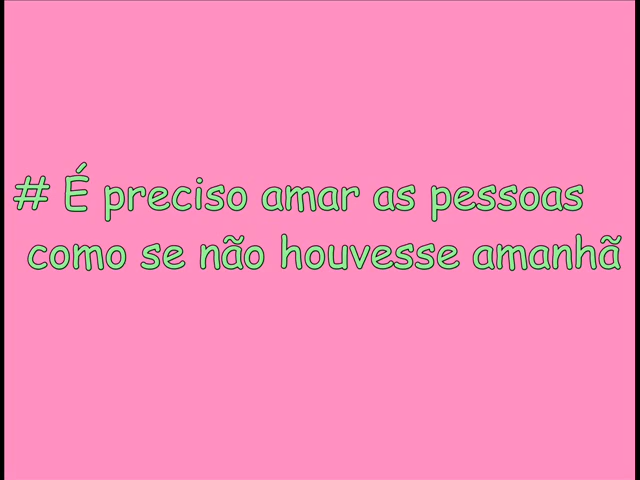 # É preciso amar as pessoas
como se não houvesse amanhã